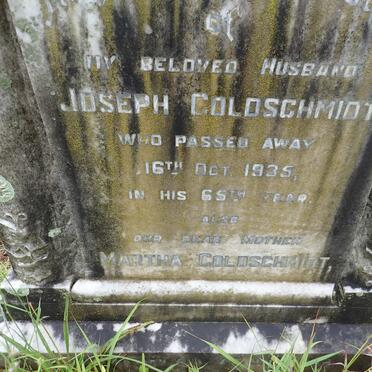 OF
MY BELOVED HUSBAND
JOSEPH GOLDSCHMIDT
WHO PASSED AWAY
16TH OCT. 1935,
IN HIS 65TH YEAR.
ALSO
OUR DEAR MOTHER
MARTHA GOLDSCHMIDT,